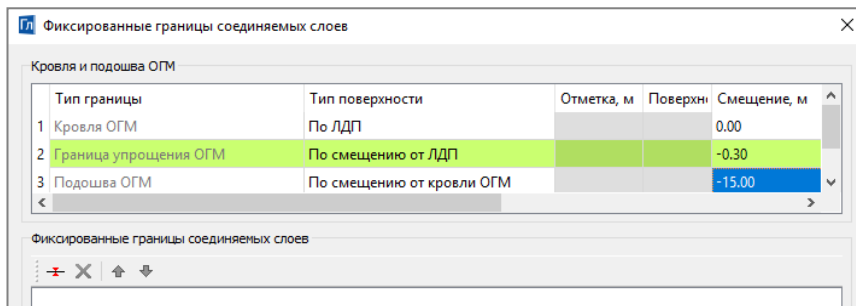 Гл Фиксированные границы соединяемых слоев
Кровля и подошва ОГМ
Тип границы Тип поверхности Отметка, м Поверхн Смещение, м
1 Кровля ОГМ По ЛДП 0.00
2 Граница упрощения ОГМ По смещению от ЛДП -0.30
3 Подошва ОГМ По смещению от кровли ОГМ -15.00
Фиксированные границы соединяемых слоев